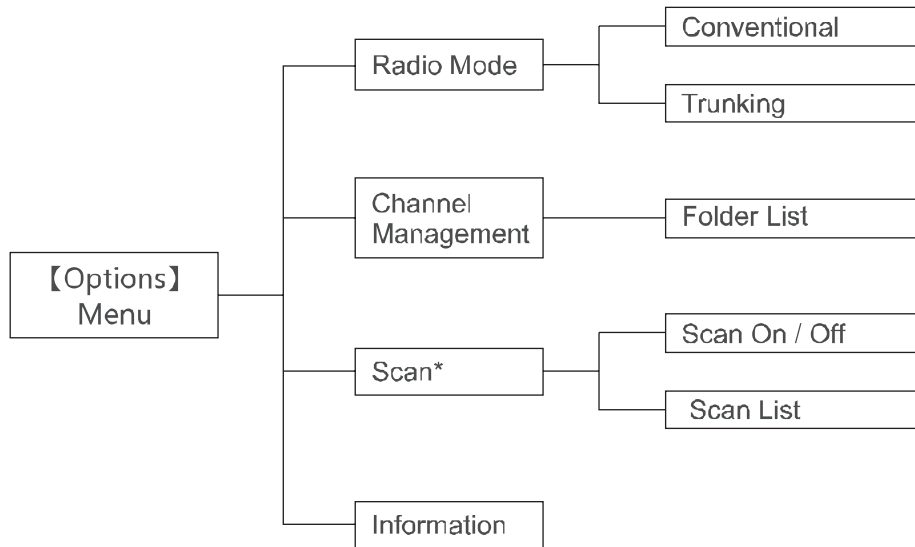 【Options】
Menu
Radio Mode
Conventional
Trunking
Channel
Management
Folder List
Scan*
Scan On / Off
Scan List
Information